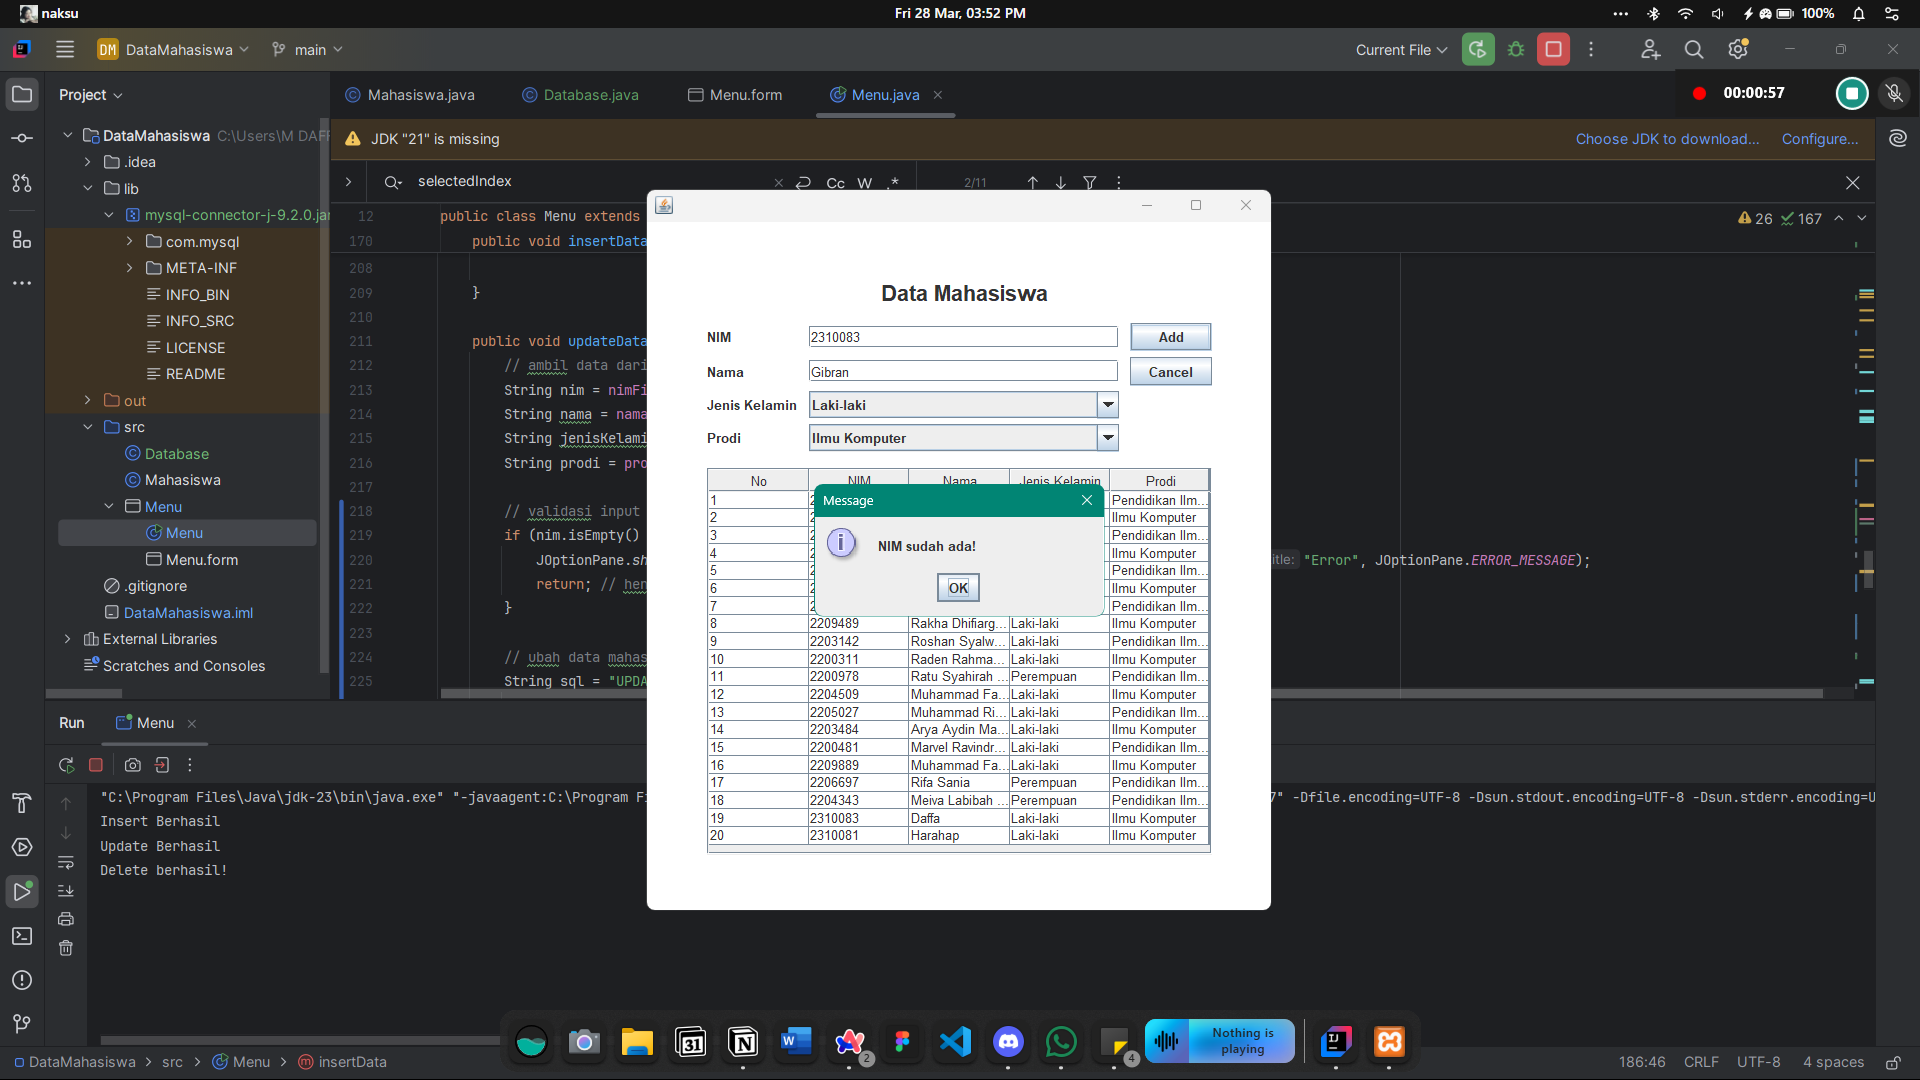 naksu
Fri 28 Mar, 03:52 PM
100%
DM DataMahasiswa
main
Current File
Project
Mahasiswa.java
Database.java
Menu.form
Menu.java
00:00:57
JDK "21" is missing
Choose JDK to download...
Configure...
selectedIndex
Cc W .*
2/11
DataMahasiswa C:\Users\M DAF
.idea
lib
mysql-connector-j-9.2.0.jar
com.mysql
META-INF
INFO_BIN
INFO_SRC
LICENSE
README
out
src
Database
Mahasiswa
Menu
Menu
Menu.form
.gitignore
DataMahasiswa.iml
External Libraries
Scratches and Consoles
26 167
12 public class Menu extends
170 public void insertData
208
209 }
210
211 public void updateData
212 // ambil data dari
213 String nim = nimFi
214 String nama = nama
215 String jenisKelami
216 String prodi = pro
217
218 // validasi input
219 if (nim.isEmpty()
220 JOptionPane.sh
itle: "Error", JOptionPane.ERROR_MESSAGE);
221 return; // hen
222 }
223
224 // ubah data mahas
225 String sql = "UPDA
Data Mahasiswa
NIM 2310083 Add
Nama Gibran Cancel
Jenis Kelamin Laki-laki
Prodi Ilmu Komputer
No NIM Nama Jenis Kelamin Prodi
1 Pendidikan Ilm...
2 Ilmu Komputer
3 Pendidikan Ilm...
4 Ilmu Komputer
5 Pendidikan Ilm...
6 Ilmu Komputer
7 Pendidikan Ilm...
8 2209489 Rakha Dhifiarg... Laki-laki Ilmu Komputer
9 2203142 Roshan Syalw... Laki-laki Pendidikan Ilm...
10 2200311 Raden Rahma... Laki-laki Ilmu Komputer
11 2200978 Ratu Syahirah ... Perempuan Pendidikan Ilm...
12 2204509 Muhammad Fa... Laki-laki Ilmu Komputer
13 2205027 Muhammad Ri... Laki-laki Pendidikan Ilm...
14 2203484 Arya Aydin Ma... Laki-laki Ilmu Komputer
15 2200481 Marvel Ravindr... Laki-laki Pendidikan Ilm...
16 2209889 Muhammad Fa... Laki-laki Ilmu Komputer
17 2206697 Rifa Sania Perempuan Pendidikan Ilm...
18 2204343 Meiva Labibah ... Perempuan Pendidikan Ilm...
19 2310083 Daffa Laki-laki Ilmu Komputer
20 2310081 Harahap Laki-laki Ilmu Komputer
Message
NIM sudah ada!
OK
Run
Menu
"C:\Program Files\Java\jdk-23\bin\java.exe" "-javaagent:C:\Program Fi
7" -Dfile.encoding=UTF-8 -Dsun.stdout.encoding=UTF-8 -Dsun.stderr.encoding=U
Insert Berhasil
Update Berhasil
Delete berhasil!
31
2
4
Nothing is
playing
DataMahasiswa
src
Menu
insertData
186:46
CRLF
UTF-8
4 spaces